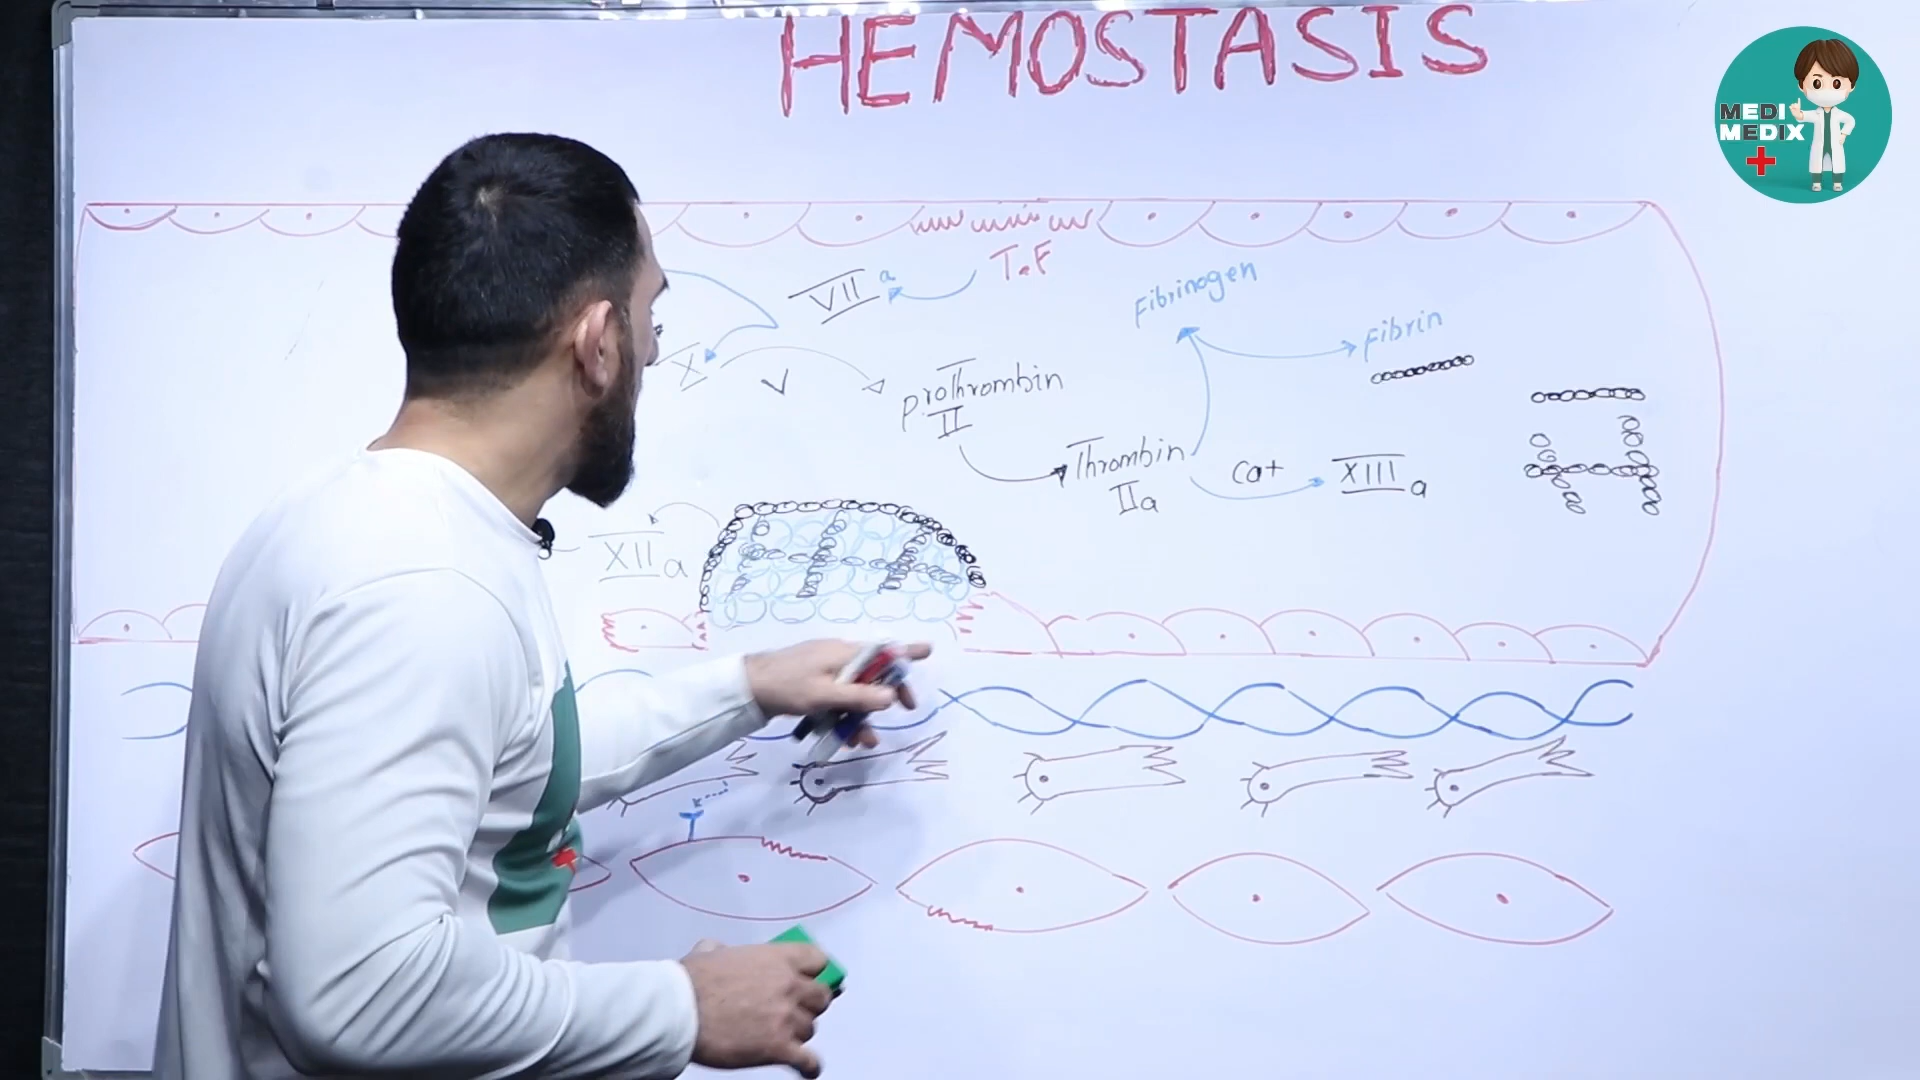 HEMOSTASIS
MEDI
MEDIX
T.F
VII a
Fibrinogen
Fibrin
X
V
Prothrombin
II
Thrombin
IIa
Ca+
XIII a
XII a